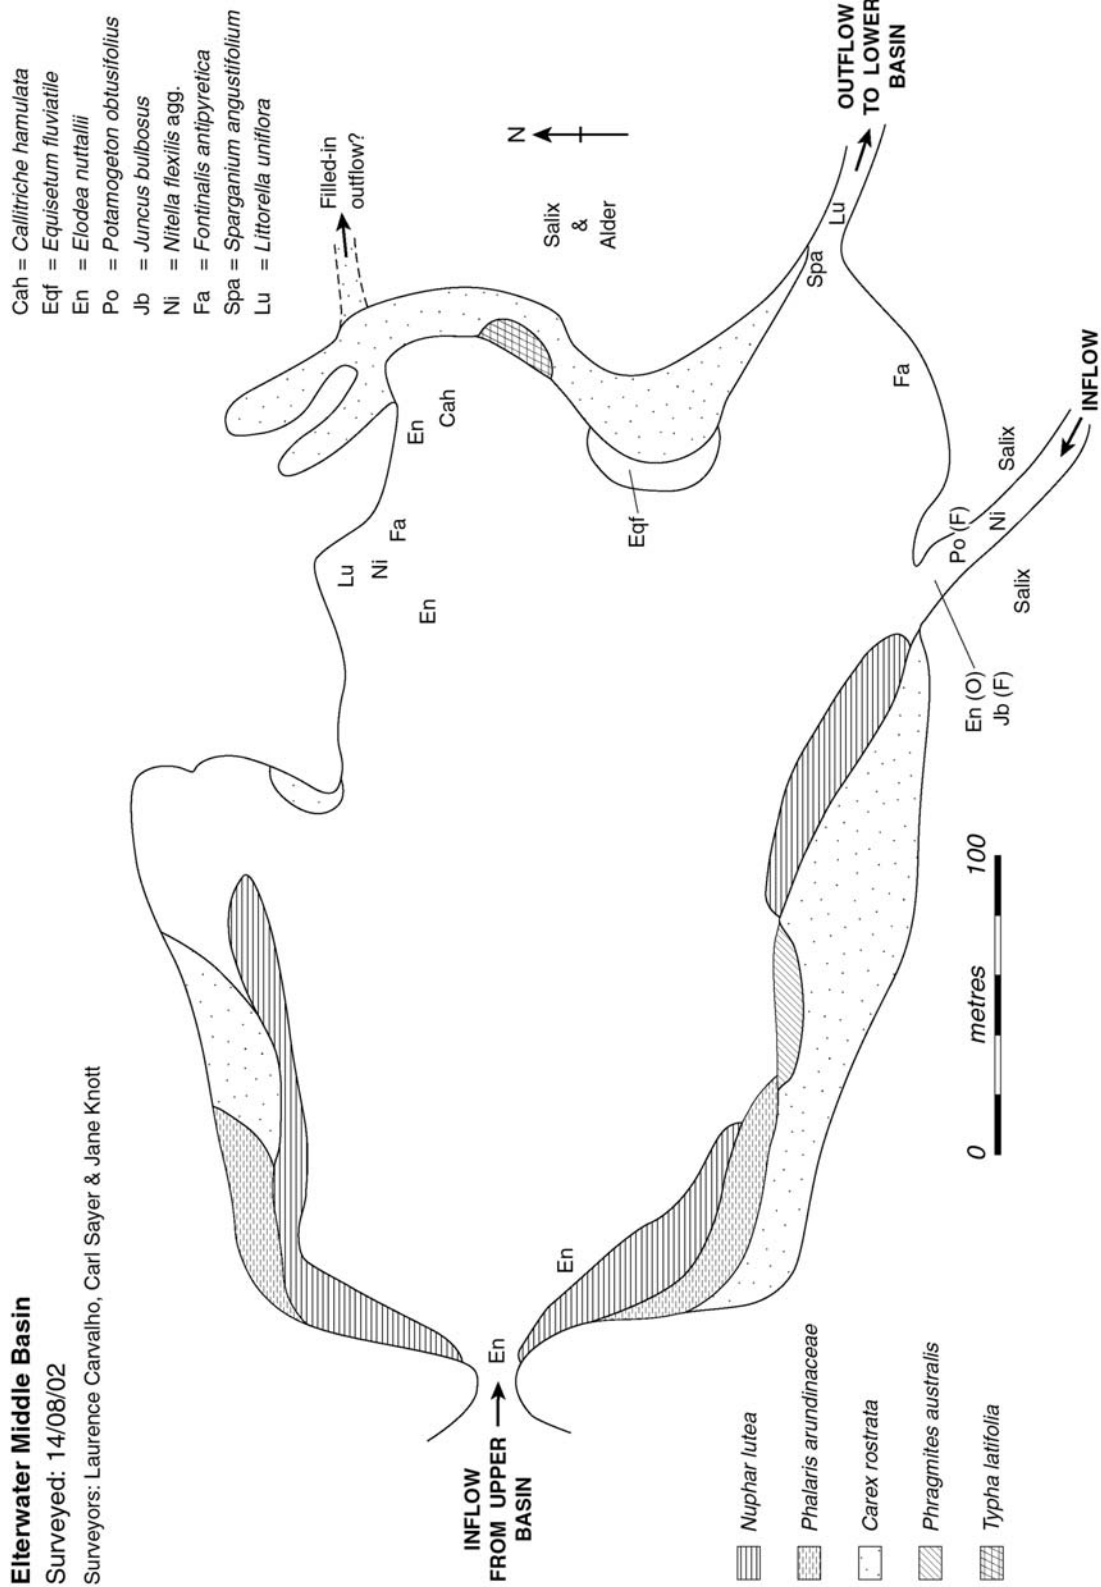 Elterwater Middle Basin
Surveyed: 14/08/02
Surveyors: Laurence Carvalho, Carl Sayer & Jane Knott
Cah = Callitriche hamulata
Eqf = Equisetum fluviatile
En = Elodea nuttallii
Po = Potamogeton obtusifolius
Jb = Juncus bulbosus
Ni = Nitella flexilis agg.
Fa = Fontinalis antipyretica
Spa = Sparganium angustifolium
Lu = Littorella uniflora
Filled-in
outflow?
N
Salix
&
Alder
Lu
Ni
Fa
En
En
Cah
Eqf
INFLOW
FROM UPPER
BASIN
En
En
Spa
Lu
OUTFLOW
TO LOWER
BASIN
Fa
Po (F)
Ni
Salix
Salix
INFLOW
En (O)
Jb (F)
0 metres 100
Nuphar lutea
Phalaris arundinaceae
Carex rostrata
Phragmites australis
Typha latifolia